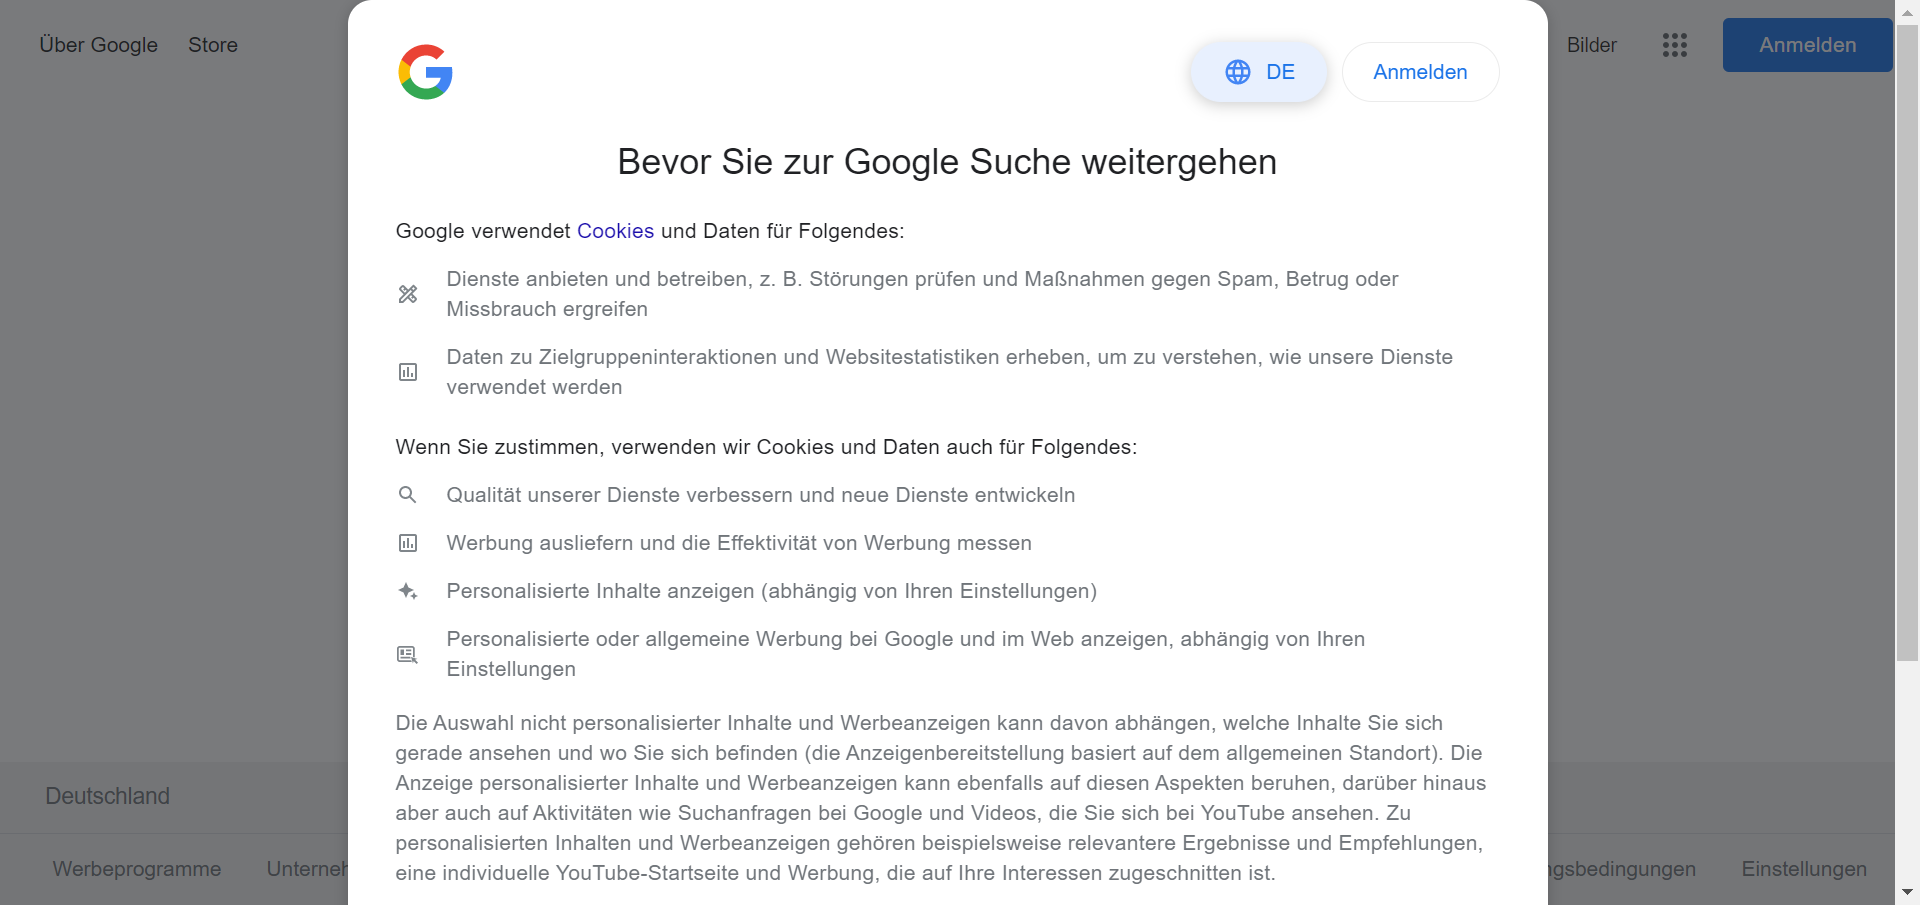 Über Google
Store
Bilder
Anmelden
DE
Anmelden
Bevor Sie zur Google Suche weitergehen
Google verwendet Cookies und Daten für Folgendes:
Dienste anbieten und betreiben, z. B. Störungen prüfen und Maßnahmen gegen Spam, Betrug oder
Missbrauch ergreifen
Daten zu Zielgruppeninteraktionen und Websitestatistiken erheben, um zu verstehen, wie unsere Dienste
verwendet werden
Wenn Sie zustimmen, verwenden wir Cookies und Daten auch für Folgendes:
Qualität unserer Dienste verbessern und neue Dienste entwickeln
Werbung ausliefern und die Effektivität von Werbung messen
Personalisierte Inhalte anzeigen (abhängig von Ihren Einstellungen)
Personalisierte oder allgemeine Werbung bei Google und im Web anzeigen, abhängig von Ihren
Einstellungen
Die Auswahl nicht personalisierter Inhalte und Werbeanzeigen kann davon abhängen, welche Inhalte Sie sich
gerade ansehen und wo Sie sich befinden (die Anzeigenbereitstellung basiert auf dem allgemeinen Standort). Die
Anzeige personalisierter Inhalte und Werbeanzeigen kann ebenfalls auf diesen Aspekten beruhen, darüber hinaus
aber auch auf Aktivitäten wie Suchanfragen bei Google und Videos, die Sie sich bei YouTube ansehen. Zu
personalisierten Inhalten und Werbeanzeigen gehören beispielsweise relevantere Ergebnisse und Empfehlungen,
eine individuelle YouTube-Startseite und Werbung, die auf Ihre Interessen zugeschnitten ist.
Deutschland
Werbeprogramme
Unterneh
ngsbedingungen
Einstellungen